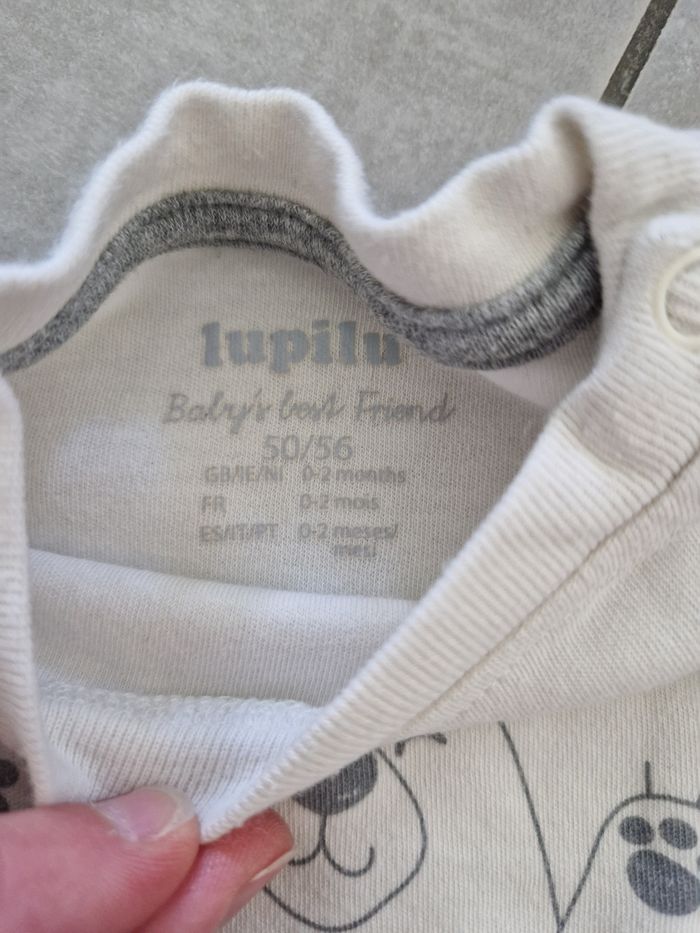 lupilu
Baby's best Friend
50/56
GB/IE/NI 0-2 months
FR 0-2 mois
ES/IT/PT 0-2 meses/
mesi